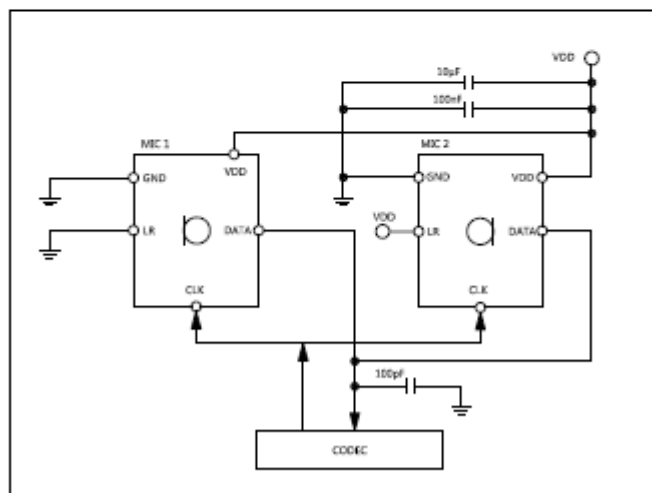 VDD
10µF
100nF
MIC 1
MIC 2
VDD
GND
GND
VDD
VDD
LR
DATA
LR
DATA
CLK
CLK
100pF
CODEC